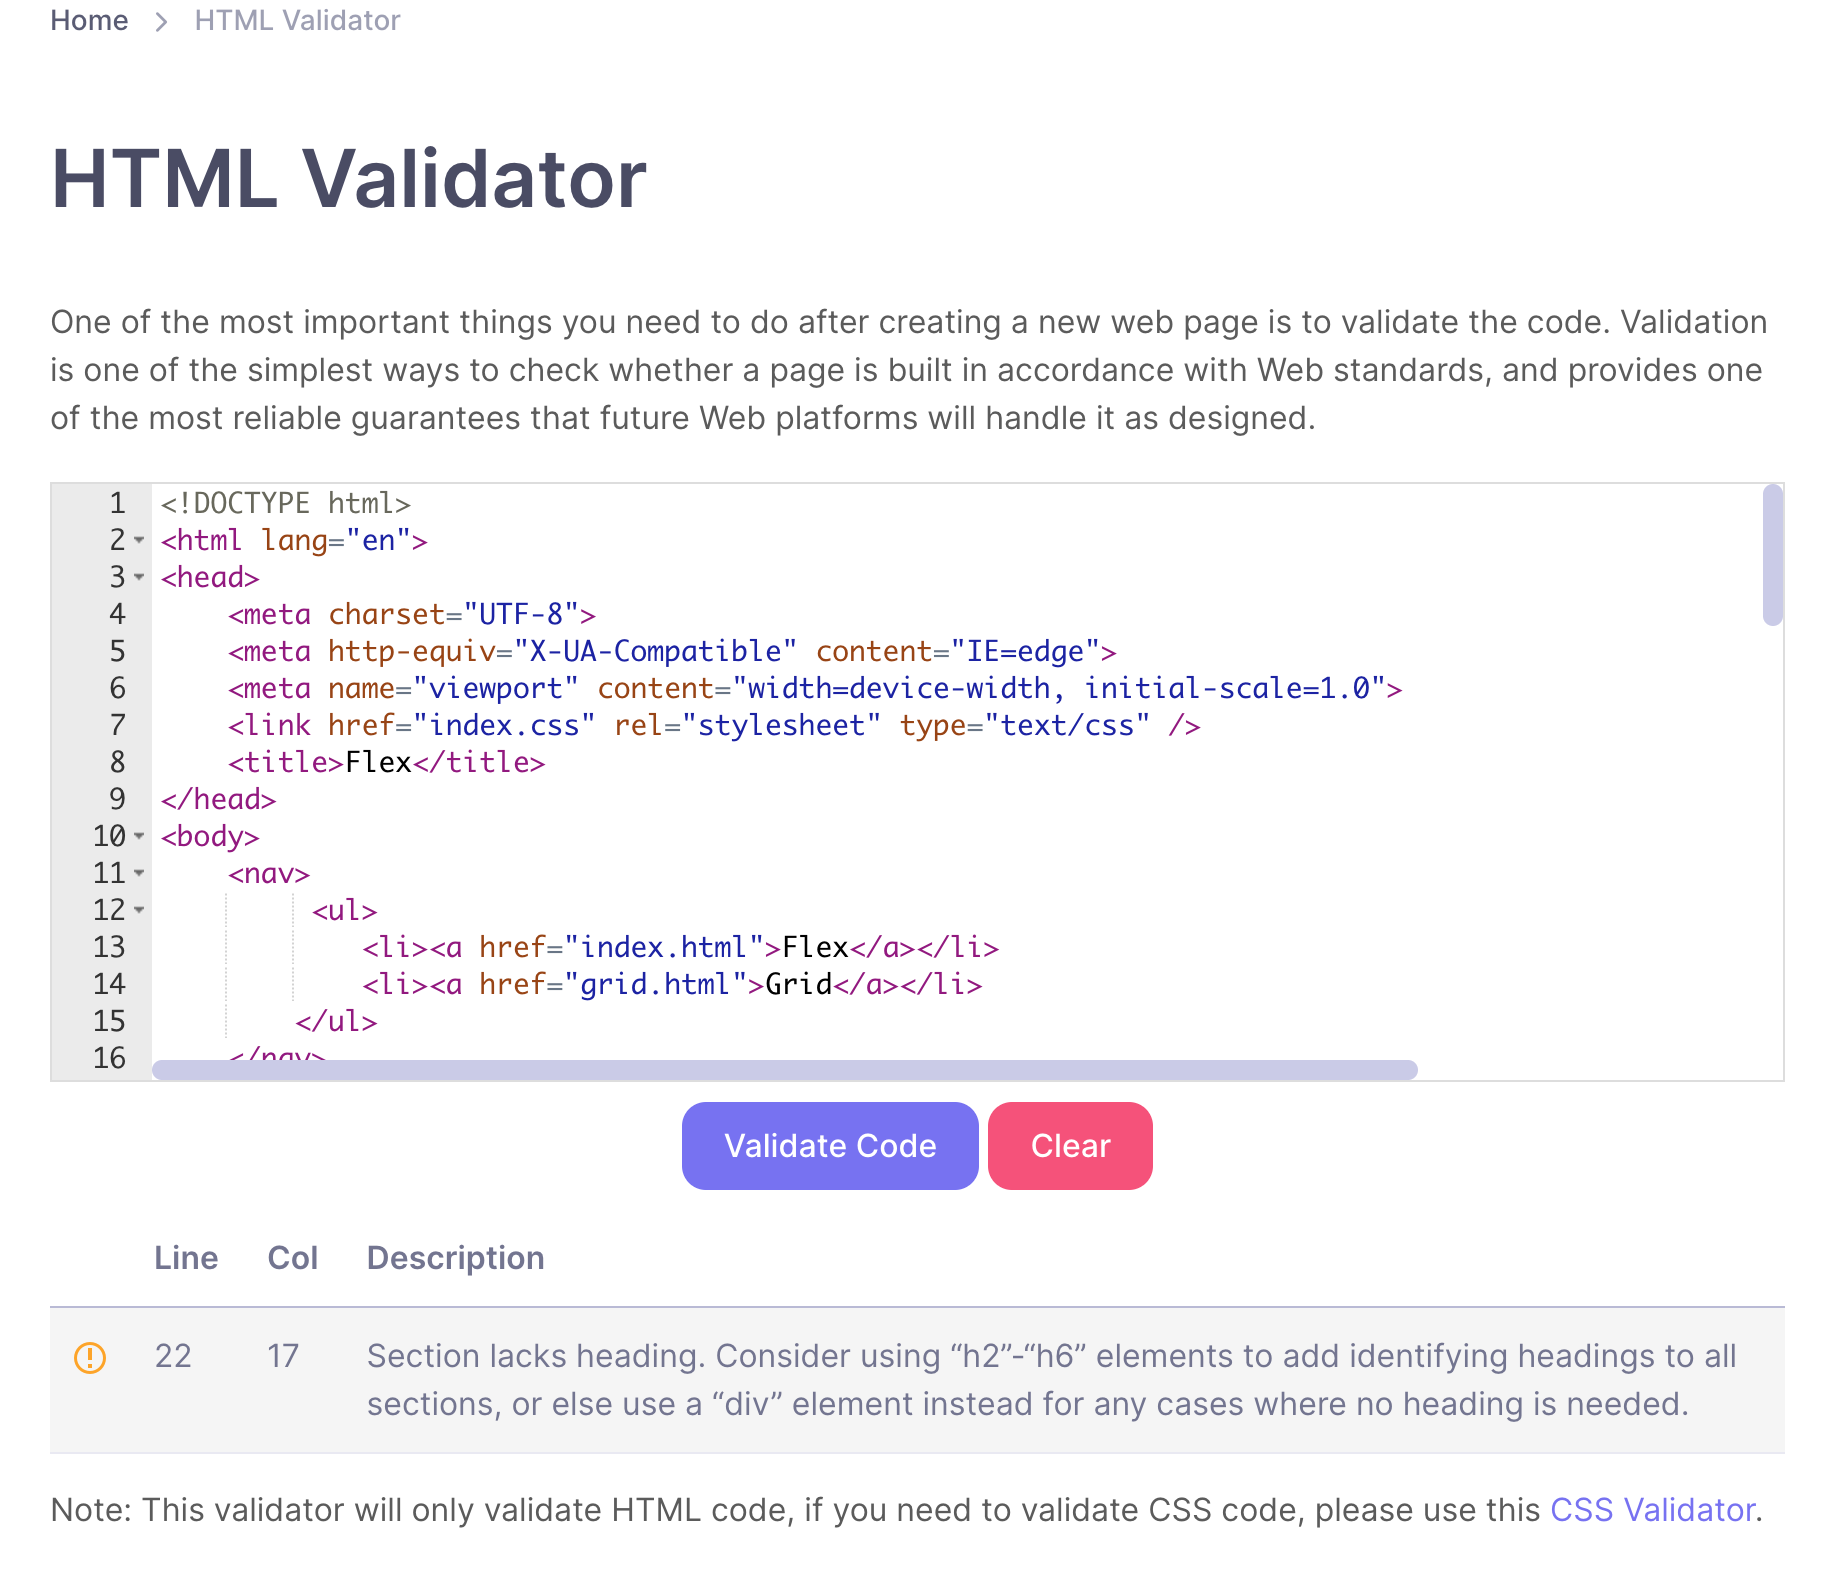 Home > HTML Validator
HTML Validator
One of the most important things you need to do after creating a new web page is to validate the code. Validation
is one of the simplest ways to check whether a page is built in accordance with Web standards, and provides one
of the most reliable guarantees that future Web platforms will handle it as designed.
1 <!DOCTYPE html>
2 <html lang="en">
3 <head>
4     <meta charset="UTF-8">
5     <meta http-equiv="X-UA-Compatible" content="IE=edge">
6     <meta name="viewport" content="width=device-width, initial-scale=1.0">
7     <link href="index.css" rel="stylesheet" type="text/css" />
8     <title>Flex</title>
9 </head>
10 <body>
11     <nav>
12          <ul>
13             <li><a href="index.html">Flex</a></li>
14             <li><a href="grid.html">Grid</a></li>
15         </ul>
16     </nav>
Validate Code Clear
Line Col Description
22 17 Section lacks heading. Consider using “h2”-“h6” elements to add identifying headings to all
sections, or else use a “div” element instead for any cases where no heading is needed.
Note: This validator will only validate HTML code, if you need to validate CSS code, please use this CSS Validator.